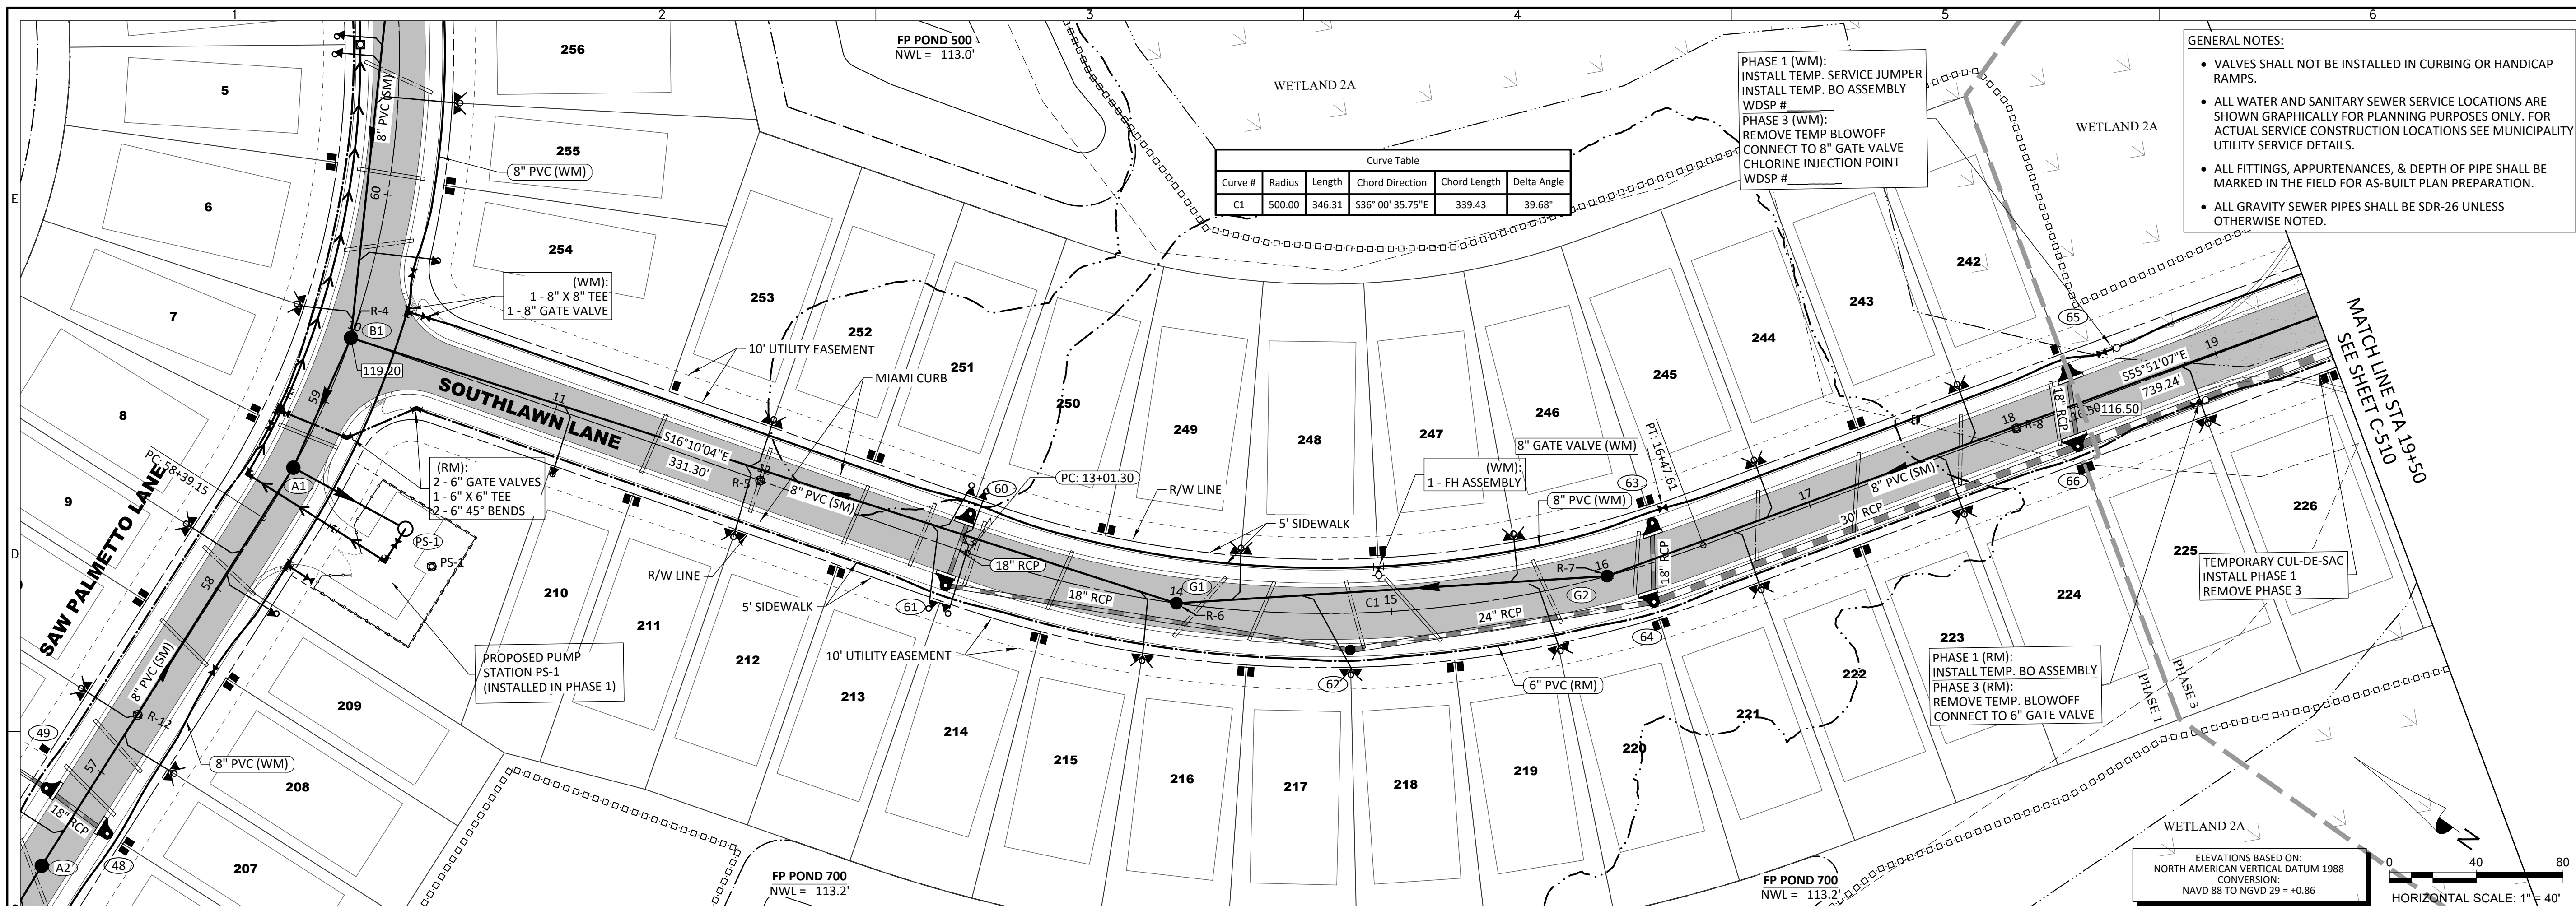 1
2
3
4
5
6
E
D
256
FP POND 500
NWL = 113.0'
WETLAND 2A
PHASE 1 (WM):
INSTALL TEMP. SERVICE JUMPER
INSTALL TEMP. BO ASSEMBLY
WDSP #________
PHASE 3 (WM):
REMOVE TEMP BLOWOFF
CONNECT TO 8" GATE VALVE
CHLORINE INJECTION POINT
WDSP #________
WETLAND 2A
GENERAL NOTES:
• VALVES SHALL NOT BE INSTALLED IN CURBING OR HANDICAP
RAMPS.
• ALL WATER AND SANITARY SEWER SERVICE LOCATIONS ARE
SHOWN GRAPHICALLY FOR PLANNING PURPOSES ONLY. FOR
ACTUAL SERVICE CONSTRUCTION LOCATIONS SEE MUNICIPALITY
UTILITY SERVICE DETAILS.
• ALL FITTINGS, APPURTENANCES, & DEPTH OF PIPE SHALL BE
MARKED IN THE FIELD FOR AS-BUILT PLAN PREPARATION.
• ALL GRAVITY SEWER PIPES SHALL BE SDR-26 UNLESS
OTHERWISE NOTED.
5
8" PVC (SM)
255
8" PVC (WM)
Curve Table
Curve # Radius Length Chord Direction Chord Length Delta Angle
C1 500.00 346.31 S36° 00' 35.75"E 339.43 39.68°
6
60
254
(WM):
1 - 8" X 8" TEE
1 - 8" GATE VALVE
253
252
251
250
249
248
247
246
245
244
243
242
7
R-4
10
B1
119.20
10' UTILITY EASEMENT
MIAMI CURB
65
MATCH LINE STA 19+50
SEE SHEET C-510
8
59
SOUTHLAWN LANE
11
S16°10'04"E
331.30'
19
S55°51'07"E
739.24'
116.50
16.50
18
R-8
18" RCP
PC: 58+39.15
A1
(RM):
2 - 6" GATE VALVES
1 - 6" X 6" TEE
2 - 6" 45° BENDS
12
R-5
8" PVC (SM)
60
PC: 13+01.30
R/W LINE
5' SIDEWALK
8" GATE VALVE (WM)
(WM):
1 - FH ASSEMBLY
8" PVC (WM)
63
PT: 16+47.61
17
8" PVC (SM)
30" RCP
66
9
SAW PALMETTO LANE
58
PS-1
PS-1
210
R/W LINE
5' SIDEWALK
61
18" RCP
18" RCP
14
G1
R-6
C1
15
R-7
16
G2
24" RCP
18" RCP
226
225
TEMPORARY CUL-DE-SAC
INSTALL PHASE 1
REMOVE PHASE 3
211
212
213
10' UTILITY EASEMENT
62
64
6" PVC (RM)
224
223
PHASE 1 (RM):
INSTALL TEMP. BO ASSEMBLY
PHASE 3 (RM):
REMOVE TEMP. BLOWOFF
CONNECT TO 6" GATE VALVE
PHASE 1
PHASE 3
8" PVC (SM)
PROPOSED PUMP
STATION PS-1
(INSTALLED IN PHASE 1)
209
R-12
49
57
8" PVC (WM)
208
214
215
216
217
218
219
220
221
222
18" RCP
A2
48
207
FP POND 700
NWL = 113.2'
FP POND 700
NWL = 113.2'
WETLAND 2A
N
ELEVATIONS BASED ON:
NORTH AMERICAN VERTICAL DATUM 1988
CONVERSION:
NAVD 88 TO NGVD 29 = +0.86
0 40 80
HORIZONTAL SCALE: 1" = 40'